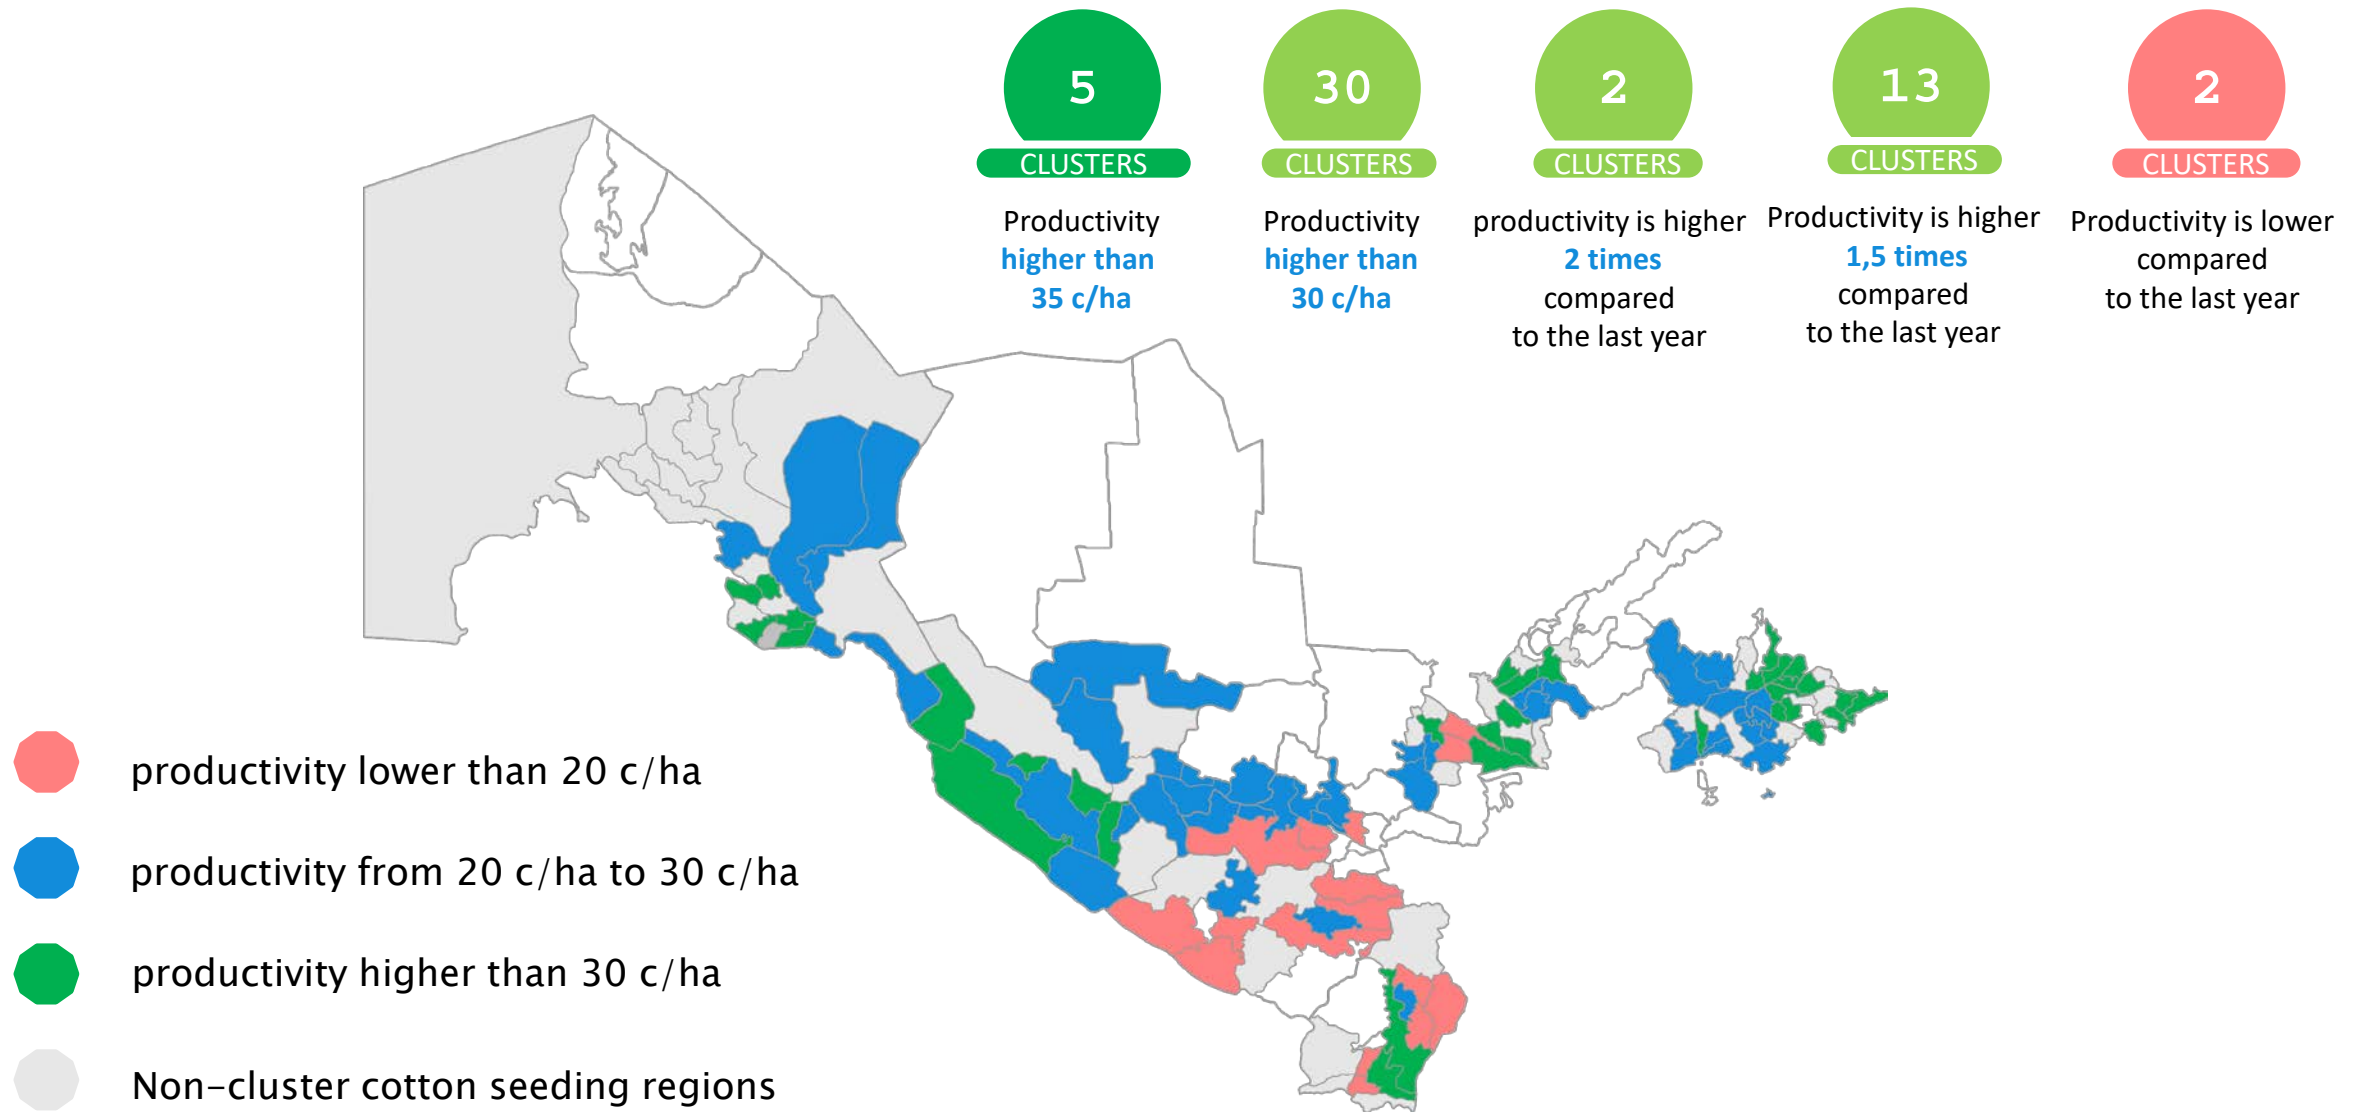 5
CLUSTERS
Productivity
higher than
35 c/ha
30
CLUSTERS
Productivity
higher than
30 c/ha
2
CLUSTERS
productivity is higher
2 times
compared
to the last year
13
CLUSTERS
Productivity is higher
1,5 times
compared
to the last year
2
CLUSTERS
Productivity is lower
compared
to the last year
productivity lower than 20 c/ha
productivity from 20 c/ha to 30 c/ha
productivity higher than 30 c/ha
Non-cluster cotton seeding regions